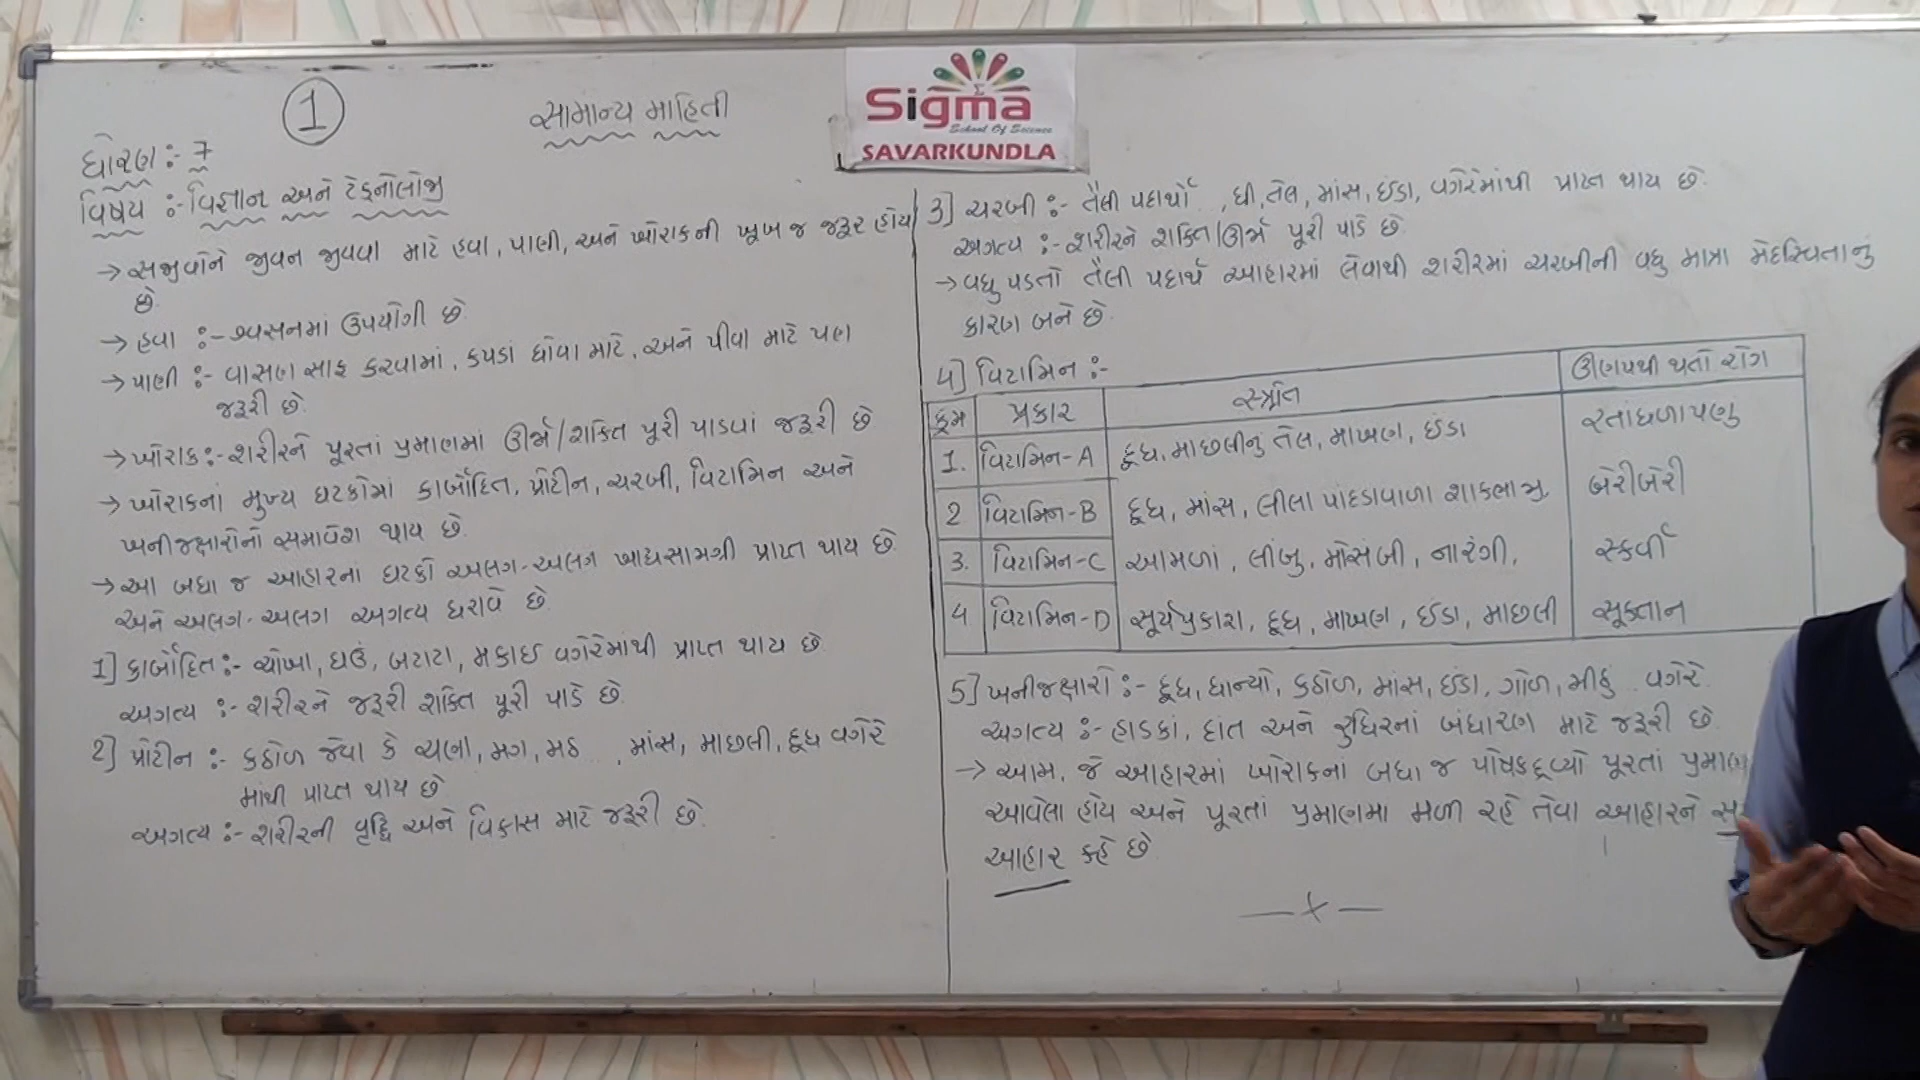 1
સામાન્ય માહિતી
Sigma
School Of Science
SAVARKUNDLA
ધોરણ :- 7
વિષય :- વિજ્ઞાન અને ટેકનોલોજી
→ સજીવોને જીવન જીવવા માટે હવા, પાણી, અને ખોરાકની ખૂબ જ જરૂર હોય
છે.
→ હવા :- શ્વસનમાં ઉપયોગી છે.
→ પાણી :- વાસણ સાફ કરવામાં, કપડાં ધોવા માટે, અને પીવા માટે પણ
જરૂરી છે.
→ ખોરાક :- શરીરને પૂરતાં પ્રમાણમાં ઊર્જા/શક્તિ પૂરી પાડવાં જરૂરી છે
→ ખોરાકનાં મુખ્ય ઘટકોમાં કાર્બોદિત, પ્રોટીન, ચરબી, વિટામિન અને
ખનીજક્ષારોનો સમાવેશ થાય છે.
→ આ બધા જ આહારના ઘટકો અલગ-અલગ ખાદ્યસામગ્રી પ્રાપ્ત થાય છે
અને અલગ-અલગ અગત્ય ધરાવે છે.
1] કાર્બોદિત :- ચોખા, ઘઉં, બટાટા, મકાઈ વગેરેમાંથી પ્રાપ્ત થાય છે.
અગત્ય :- શરીરને જરૂરી શક્તિ પૂરી પાડે છે.
2] પ્રોટીન :- કઠોળ જેવા કે ચણા, મગ, મઠ , માંસ, માછલી, દૂધ વગેરે
માંથી પ્રાપ્ત થાય છે.
અગત્ય :- શરીરની વૃદ્ધિ અને વિકાસ માટે જરૂરી છે.
3] ચરબી :- તૈલી પદાર્થો , ઘી, તેલ, માંસ, ઈંડા, વગેરેમાંથી પ્રાપ્ત થાય છે.
અગત્ય :- શરીરને શક્તિ/ઊર્જા પૂરી પાડે છે.
→ વધુ પડતો તૈલી પદાર્થ આહારમાં લેવાથી શરીરમાં ચરબીની વધુ માત્રા મેદસ્વિતાનું
કારણ બને છે.
4] વિટામિન :-
ક્રમ પ્રકાર સ્ત્રોત ઊણપથી થતો રોગ
1. વિટામિન-A દૂધ, માછલીનું તેલ, માખણ, ઈંડા રતાંધળાપણું
2 વિટામિન-B દૂધ, માંસ, લીલા પાંદડાવાળા શાકભાજી, બેરીબેરી
3. વિટામિન-C આમળાં, લીંબુ, મોસંબી, નારંગી, સ્કર્વી
4 વિટામિન-D સૂર્યપ્રકાશ, દૂધ, માખણ, ઈંડા, માછલી સૂકતાન
5] ખનીજક્ષારો :- દૂધ, ધાન્યો, કઠોળ, માંસ, ઈંડા, ગોળ, મીઠું .. વગેરે.
અગત્ય :- હાડકાં, દાંત અને રુધિરનાં બંધારણ માટે જરૂરી છે.
→ આમ, જે આહારમાં ખોરાકનાં બધા જ પોષકદ્રવ્યો પૂરતાં
આવેલા હોય અને પૂરતાં પ્રમાણમા મળી રહે તેવા આહારને
આહાર કહે છે.